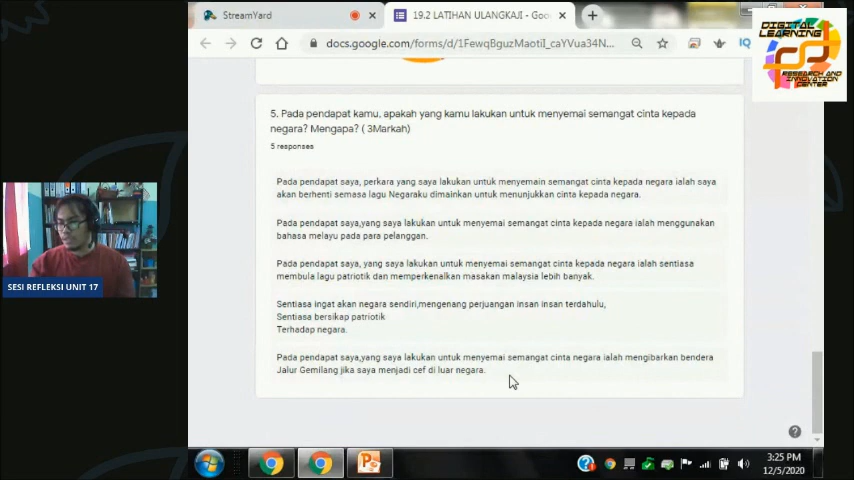 StreamYard
19.2 LATIHAN ULANGKAJI - Goo
docs.google.com/forms/d/1FewqBguzMaotiI_caYVua34N...
IQ
DIGITAL
LEARNING
RESEARCH AND
INNOVATION
CENTER
5. Pada pendapat kamu, apakah yang kamu lakukan untuk menyemai semangat cinta kepada
negara? Mengapa? ( 3Markah)
5 responses
Pada pendapat saya, perkara yang saya lakukan untuk menyemain semangat cinta kepada negara ialah saya
akan berhenti semasa lagu Negaraku dimainkan untuk menunjukkan cinta kepada negara.
Pada pendapat saya,yang saya lakukan untuk menyemai semangat cinta kepada negara ialah menggunakan
bahasa melayu pada para pelanggan.
Pada pendapat saya, yang saya lakukan untuk menyemai semangat cinta kepada negara ialah sentiasa
membula lagu patriotik dan memperkenalkan masakan malaysia lebih banyak.
Sentiasa ingat akan negara sendiri,mengenang perjuangan insan insan terdahulu,
Sentiasa bersikap patriotik
Terhadap negara.
Pada pendapat saya,yang saya lakukan untuk menyemai semangat cinta negara ialah mengibarkan bendera
Jalur Gemilang jika saya menjadi cef di luar negara.
SESI REFLEKSI UNIT 17
3:25 PM
12/5/2020